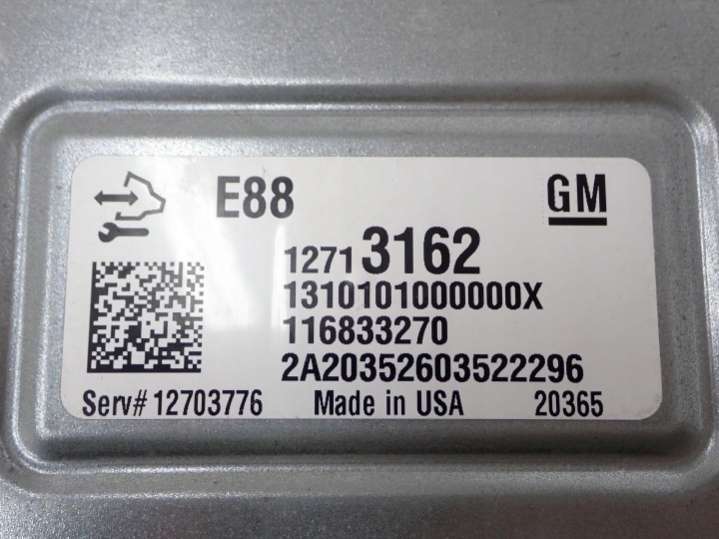 E88 GM
12713162
1310101000000X
116833270
2A20352603522296
Serv# 12703776 Made in USA 20365